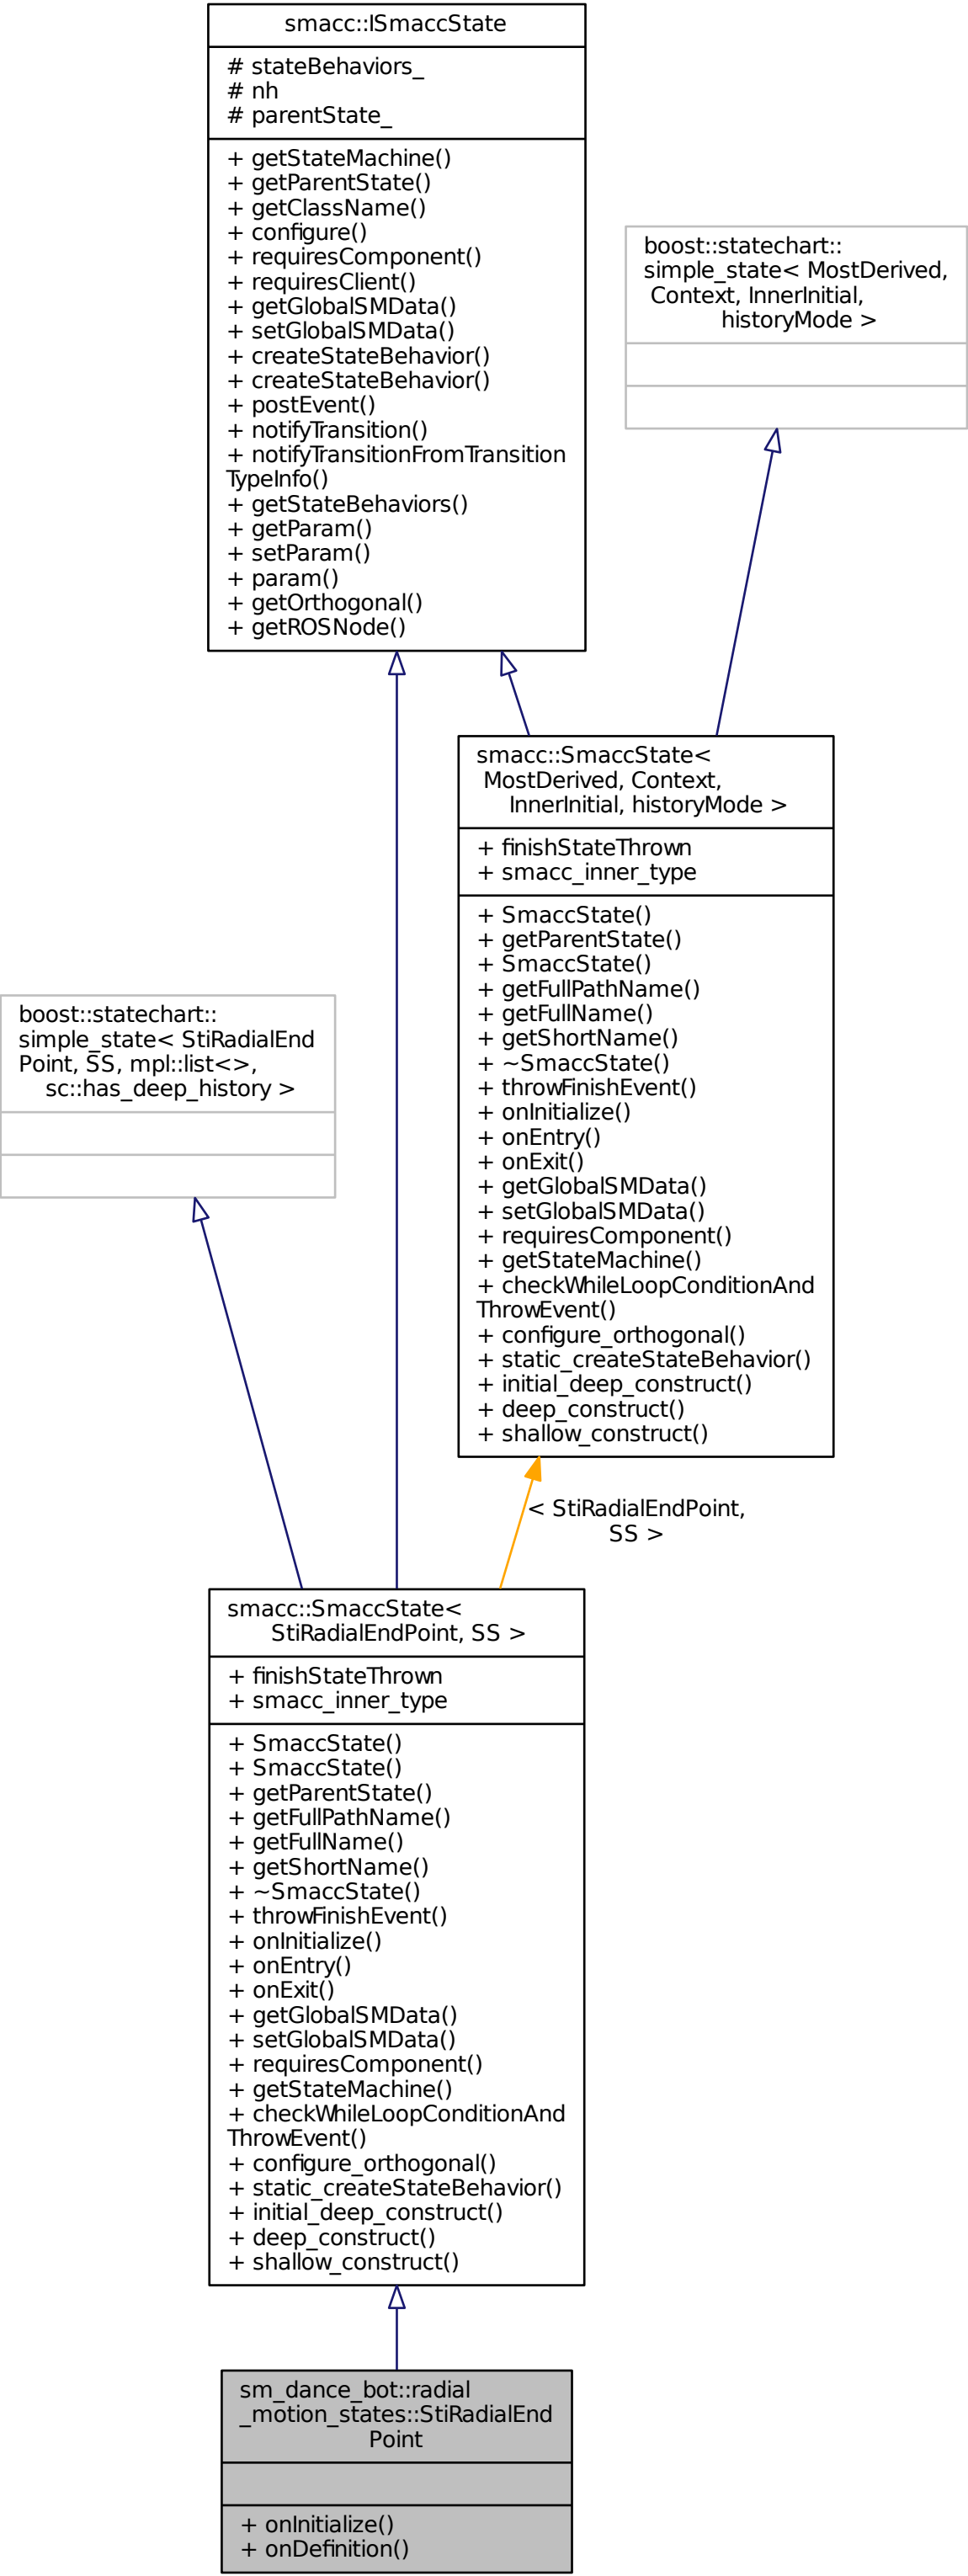 smacc::ISmaccState
# stateBehaviors_
# nh
# parentState_
+ getStateMachine()
+ getParentState()
+ getClassName()
+ configure()
+ requiresComponent()
+ requiresClient()
+ getGlobalSMData()
+ setGlobalSMData()
+ createStateBehavior()
+ createStateBehavior()
+ postEvent()
+ notifyTransition()
+ notifyTransitionFromTransition
TypeInfo()
+ getStateBehaviors()
+ getParam()
+ setParam()
+ param()
+ getOrthogonal()
+ getROSNode()
boost::statechart::
simple_state< MostDerived,
Context, InnerInitial,
historyMode >
smacc::SmaccState<
MostDerived, Context,
InnerInitial, historyMode >
+ finishStateThrown
+ smacc_inner_type
+ SmaccState()
+ getParentState()
+ SmaccState()
+ getFullPathName()
+ getFullName()
+ getShortName()
+ ~SmaccState()
+ throwFinishEvent()
+ onInitialize()
+ onEntry()
+ onExit()
+ getGlobalSMData()
+ setGlobalSMData()
+ requiresComponent()
+ getStateMachine()
+ checkWhileLoopConditionAnd
ThrowEvent()
+ configure_orthogonal()
+ static_createStateBehavior()
+ initial_deep_construct()
+ deep_construct()
+ shallow_construct()
boost::statechart::
simple_state< StiRadialEnd
Point, SS, mpl::list<>,
sc::has_deep_history >
< StiRadialEndPoint,
SS >
smacc::SmaccState<
StiRadialEndPoint, SS >
+ finishStateThrown
+ smacc_inner_type
+ SmaccState()
+ SmaccState()
+ getParentState()
+ getFullPathName()
+ getFullName()
+ getShortName()
+ ~SmaccState()
+ throwFinishEvent()
+ onInitialize()
+ onEntry()
+ onExit()
+ getGlobalSMData()
+ setGlobalSMData()
+ requiresComponent()
+ getStateMachine()
+ checkWhileLoopConditionAnd
ThrowEvent()
+ configure_orthogonal()
+ static_createStateBehavior()
+ initial_deep_construct()
+ deep_construct()
+ shallow_construct()
sm_dance_bot::radial
_motion_states::StiRadialEnd
Point
+ onInitialize()
+ onDefinition()